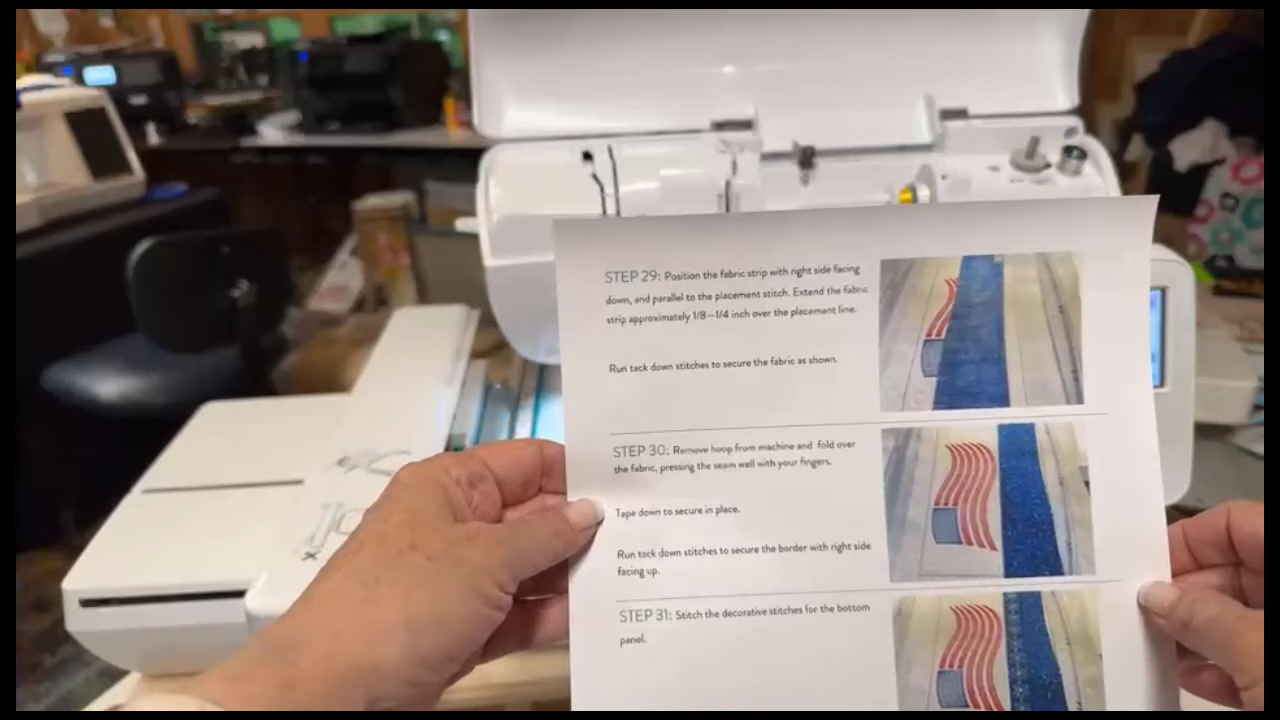 STEP 29: Position the fabric strip with right side facing
down, and parallel to the placement stitch. Extend the fabric
strip approximately 1/8—1/4 inch over the placement line.
Run tack down stitches to secure the fabric as shown.
STEP 30: Remove hoop from machine and fold over
the fabric, pressing the seam well with your fingers.
Tape down to secure in place.
Run tack down stitches to secure the border with right side
facing up.
STEP 31: Stitch the decorative stitches for the bottom
panel.